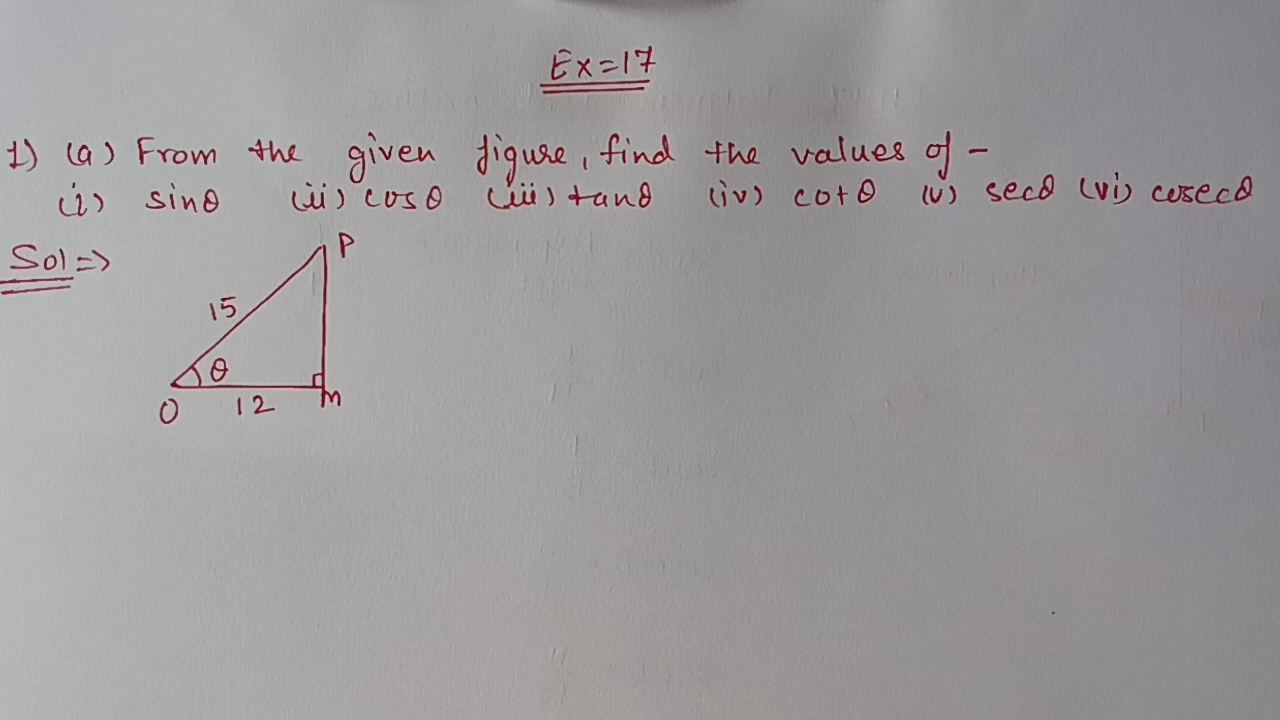 Ex=17
1) (a) From the given figure, find the values of -
(i) sinθ (ii) cosθ (iii) tanθ (iv) cotθ (v) secθ (vi) cosecθ
Sol=>
P
15
θ
O 12 M